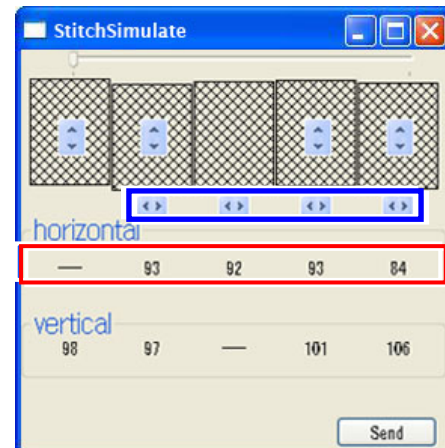 StitchSimulate
horizontal
— 93 92 93 84
vertical
98 97 — 101 106
Send